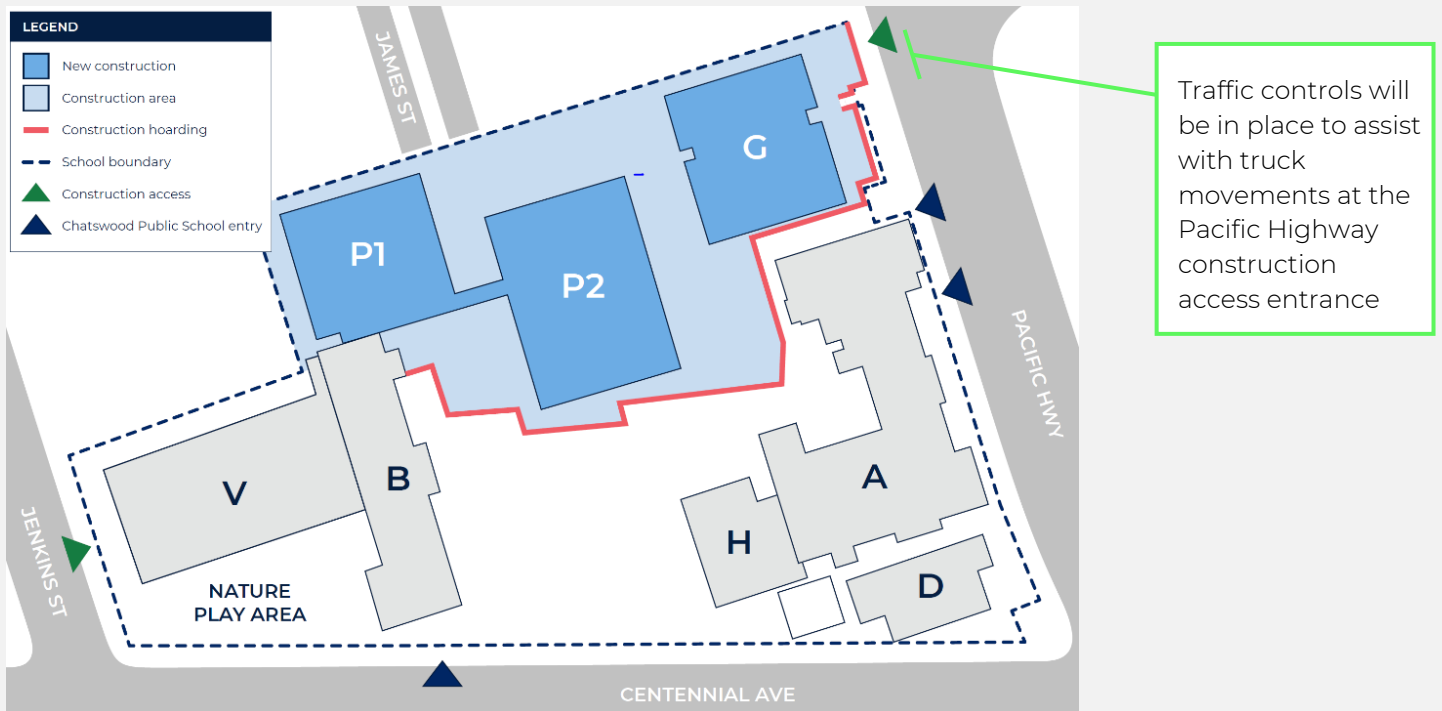 LEGEND
New construction
Construction area
Construction hoarding
School boundary
Construction access
Chatswood Public School entry
JAMES ST
Traffic controls will
be in place to assist
with truck
movements at the
Pacific Highway
construction
access entrance
G
P1
P2
PACIFIC HWY
V
B
A
H
D
JENKINS ST
NATURE
PLAY AREA
CENTENNIAL AVE